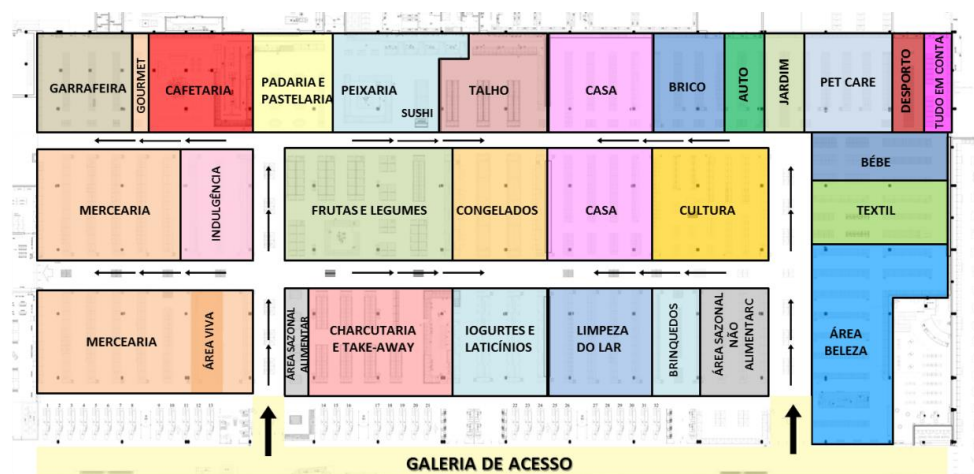 GARRAFEIRA
GOURMET
CAFETARIA
PADARIA E
PASTELARIA
PEIXARIA
SUSHI
TALHO
CASA
BRICO
AUTO
JARDIM
PET CARE
DESPORTO
TUDO EM CONTA
MERCEARIA
INDULGÊNCIA
FRUTAS E LEGUMES
CONGELADOS
CASA
CULTURA
BÉBE
TEXTIL
MERCEARIA
ÁREA VIVA
ÁREA SAZONAL
ALIMENTAR
CHARCUTARIA
E TAKE-AWAY
IOGURTES E
LATICÍNIOS
LIMPEZA
DO LAR
BRINQUEDOS
ÁREA SAZONAL
NÃO
ALIMENTARC
ÁREA
BELEZA
GALERIA DE ACESSO